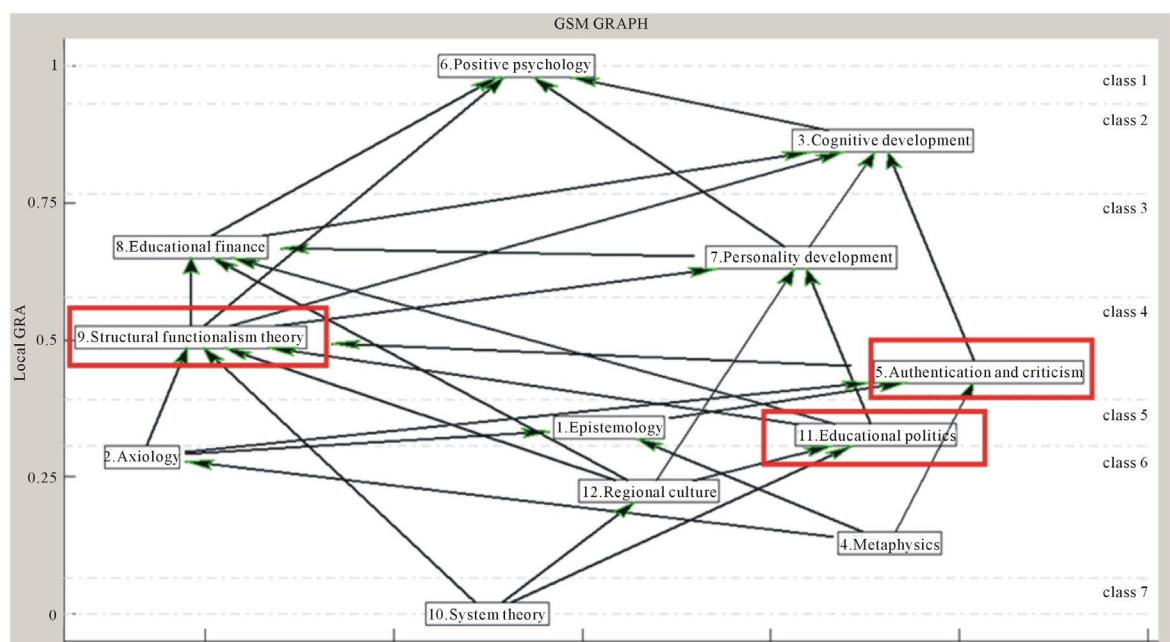 GSM GRAPH
1
6.Positive psychology
class 1
class 2
3.Cognitive development
0.75
class 3
8.Educational finance
7.Personality development
class 4
Local GRA
0.5
9.Structural functionalism theory
5.Authentication and criticism
class 5
1.Epistemology
11.Educational politics
2.Axiology
class 6
0.25
12.Regional culture
4.Metaphysics
class 7
0
10.System theory